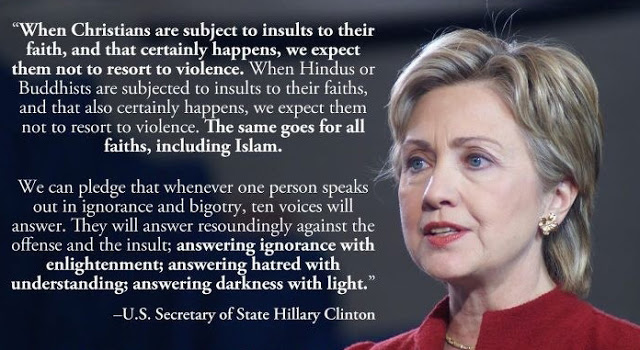 “When Christians are subject to insults to their
faith, and that certainly happens, we expect
them not to resort to violence. When Hindus or
Buddhists are subjected to insults to their faiths,
and that also certainly happens, we expect them
not to resort to violence. The same goes for all
faiths, including Islam.
We can pledge that whenever one person speaks
out in ignorance and bigotry, ten voices will
answer. They will answer resoundingly against the
offense and the insult; answering ignorance with
enlightenment; answering hatred with
understanding; answering darkness with light.”
–U.S. Secretary of State Hillary Clinton